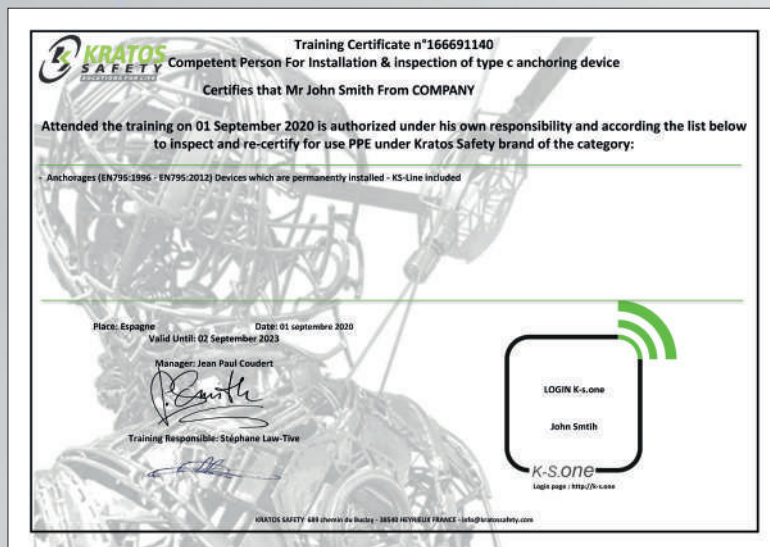 KRATOS
SAFETY
SOLUTIONS FOR LIFE
Training Certificate n°166691140
Competent Person For Installation & inspection of type c anchoring device
Certifies that Mr John Smith From COMPANY
Attended the training on 01 September 2020 is authorized under his own responsibility and according the list below
to inspect and re-certify for use PPE under Kratos Safety brand of the category:
- Anchorages (EN795:1996 - EN795:2012) Devices which are permanently installed - KS-Line included
Place: Espagne Date: 01 septembre 2020
Valid Until: 02 September 2023
Manager: Jean Paul Coudert
P. Smith
Training Responsible: Stéphane Law-Tive
LOGIN K-s.one
John Smtih
K-S.one
Login page : http://k-s.one
KRATOS SAFETY 689 chemin du Buclay - 38540 HEYRIEUX FRANCE - info@kratossafety.com